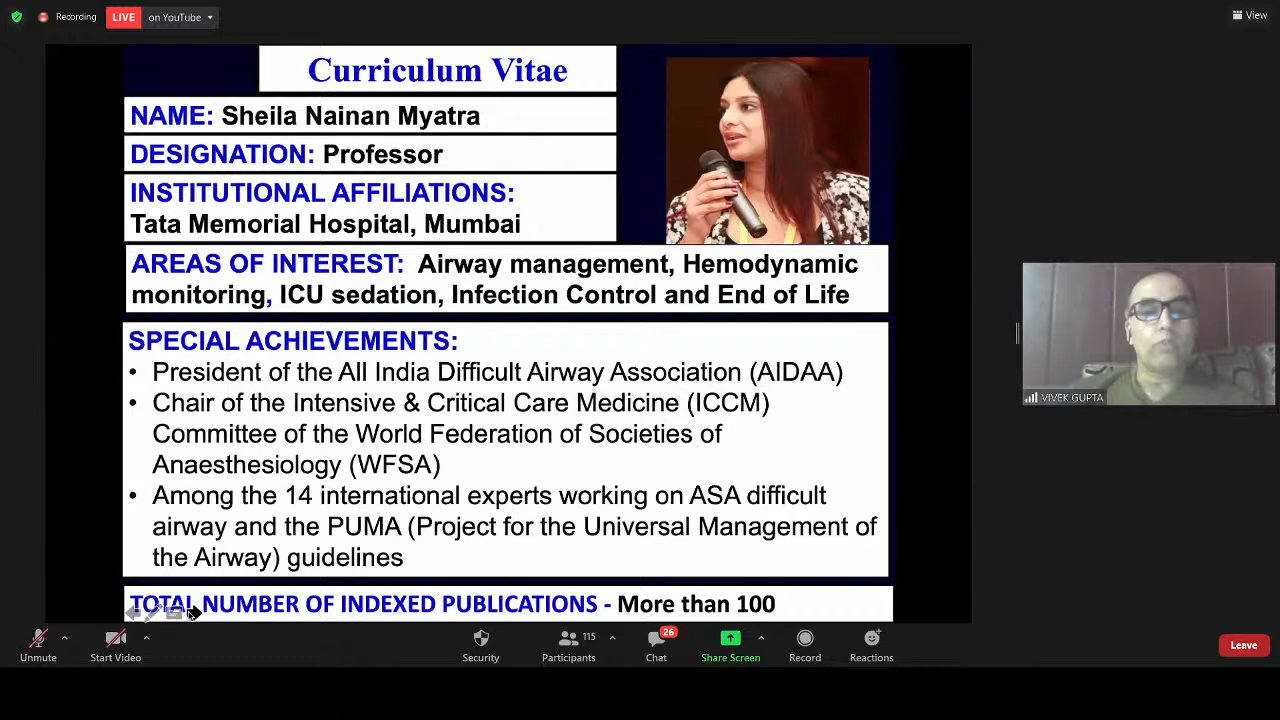 Recording
LIVE on YouTube
View
Curriculum Vitae
NAME: Sheila Nainan Myatra
DESIGNATION: Professor
INSTITUTIONAL AFFILIATIONS:
Tata Memorial Hospital, Mumbai
AREAS OF INTEREST: Airway management, Hemodynamic
monitoring, ICU sedation, Infection Control and End of Life
SPECIAL ACHIEVEMENTS:
• President of the All India Difficult Airway Association (AIDAA)
• Chair of the Intensive & Critical Care Medicine (ICCM)
Committee of the World Federation of Societies of
Anaesthesiology (WFSA)
• Among the 14 international experts working on ASA difficult
airway and the PUMA (Project for the Universal Management of
the Airway) guidelines
TOTAL NUMBER OF INDEXED PUBLICATIONS - More than 100
VIVEK GUPTA
Unmute
Start Video
Security
Participants 115
Chat 26
Share Screen
Record
Reactions
Leave